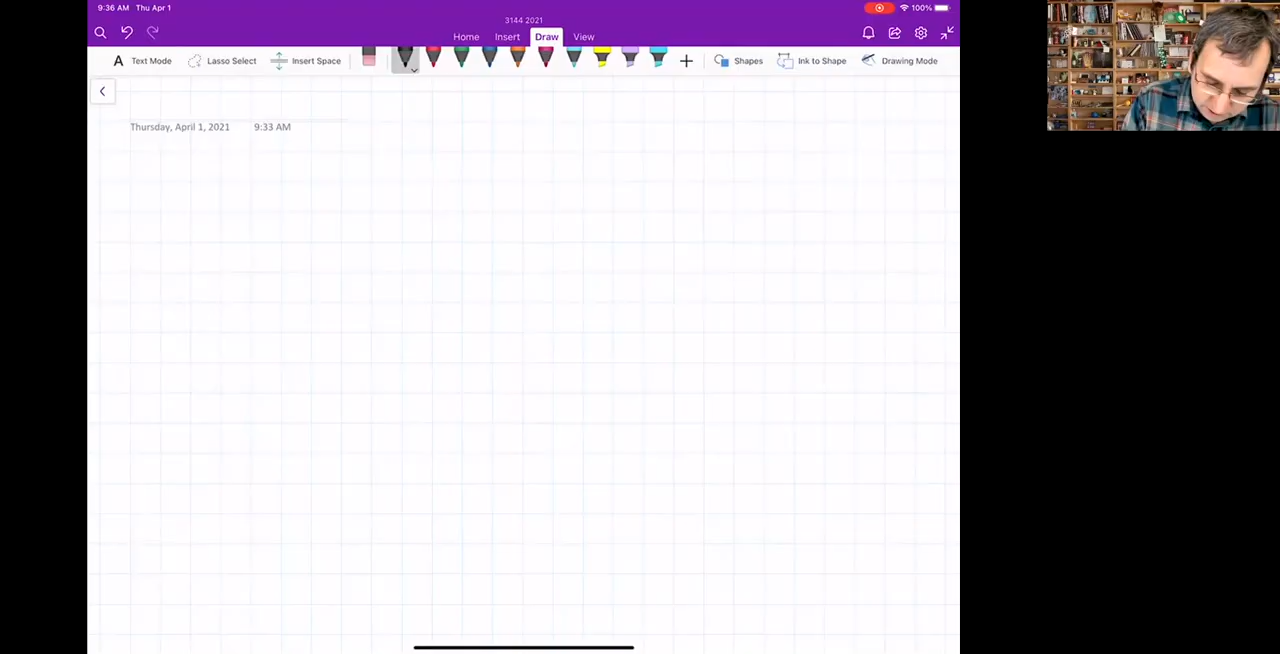 9:36 AM Thu Apr 1
100%
3144 2021
Home Insert Draw View
A Text Mode Lasso Select Insert Space Shapes Ink to Shape Drawing Mode
Thursday, April 1, 2021 9:33 AM